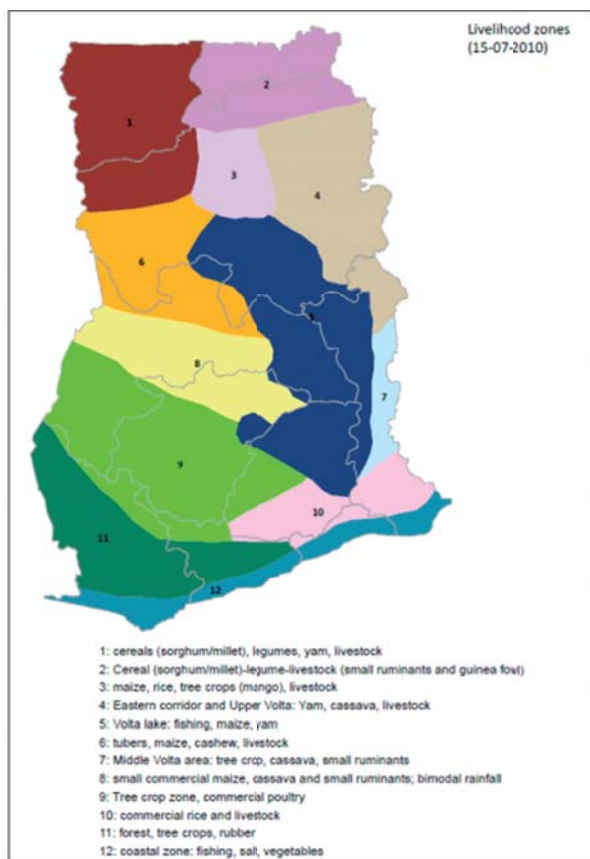 Livelihood zones
(15-07-2010)
2
1
3
4
6
5
8
7
9
10
11
12
1: cereals (sorghum/millet), legumes, yam, livestock
2: Cereal (sorghum/millet)-legume-livestock (small ruminants and guinea fowl)
3: maize, rice, tree crops (mango), livestock
4: Eastern corridor and Upper Volta: Yam, cassava, livestock
5: Volta lake: fishing, maize, yam
6: tubers, maize, cashew, livestock
7: Middle Volta area: tree crop, cassava, small ruminants
8: small commercial maize, cassava and small ruminants; bimodal rainfall
9: Tree crop zone, commercial poultry
10: commercial rice and livestock
11: forest, tree crops, rubber
12: coastal zone: fishing, salt, vegetables